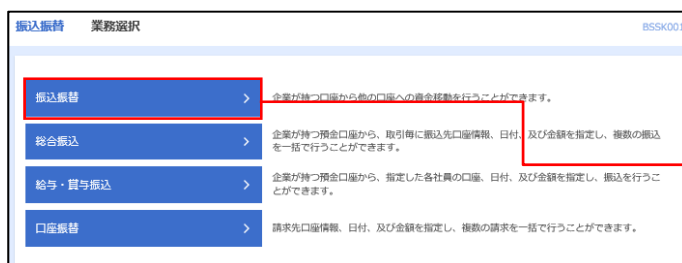 振込振替 業務選択 BSSK001
振込振替
企業が持つ口座から他の口座への資金移動を行うことができます。
総合振込
企業が持つ預金口座から、取引毎に振込先口座情報、日付、及び金額を指定し、複数の振込
を一括で行うことができます。
給与・賞与振込
企業が持つ預金口座から、指定した各社員の口座、日付、及び金額を指定し、振込を行うこ
とができます。
口座振替
請求先口座情報、日付、及び金額を指定し、複数の請求を一括で行うことができます。